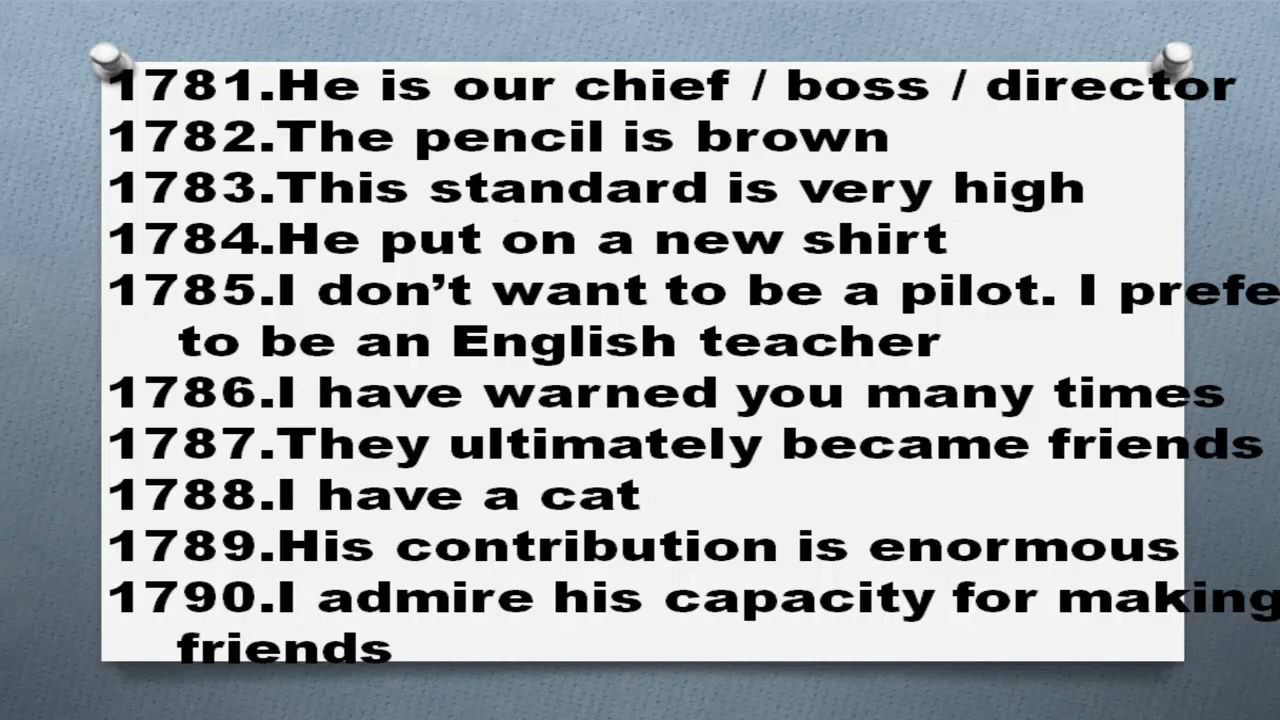 1781.He is our chief / boss / director
1782.The pencil is brown
1783.This standard is very high
1784.He put on a new shirt
1785.I don’t want to be a pilot. I prefe
to be an English teacher
1786.I have warned you many times
1787.They ultimately became friends
1788.I have a cat
1789.His contribution is enormous
1790.I admire his capacity for making
friends